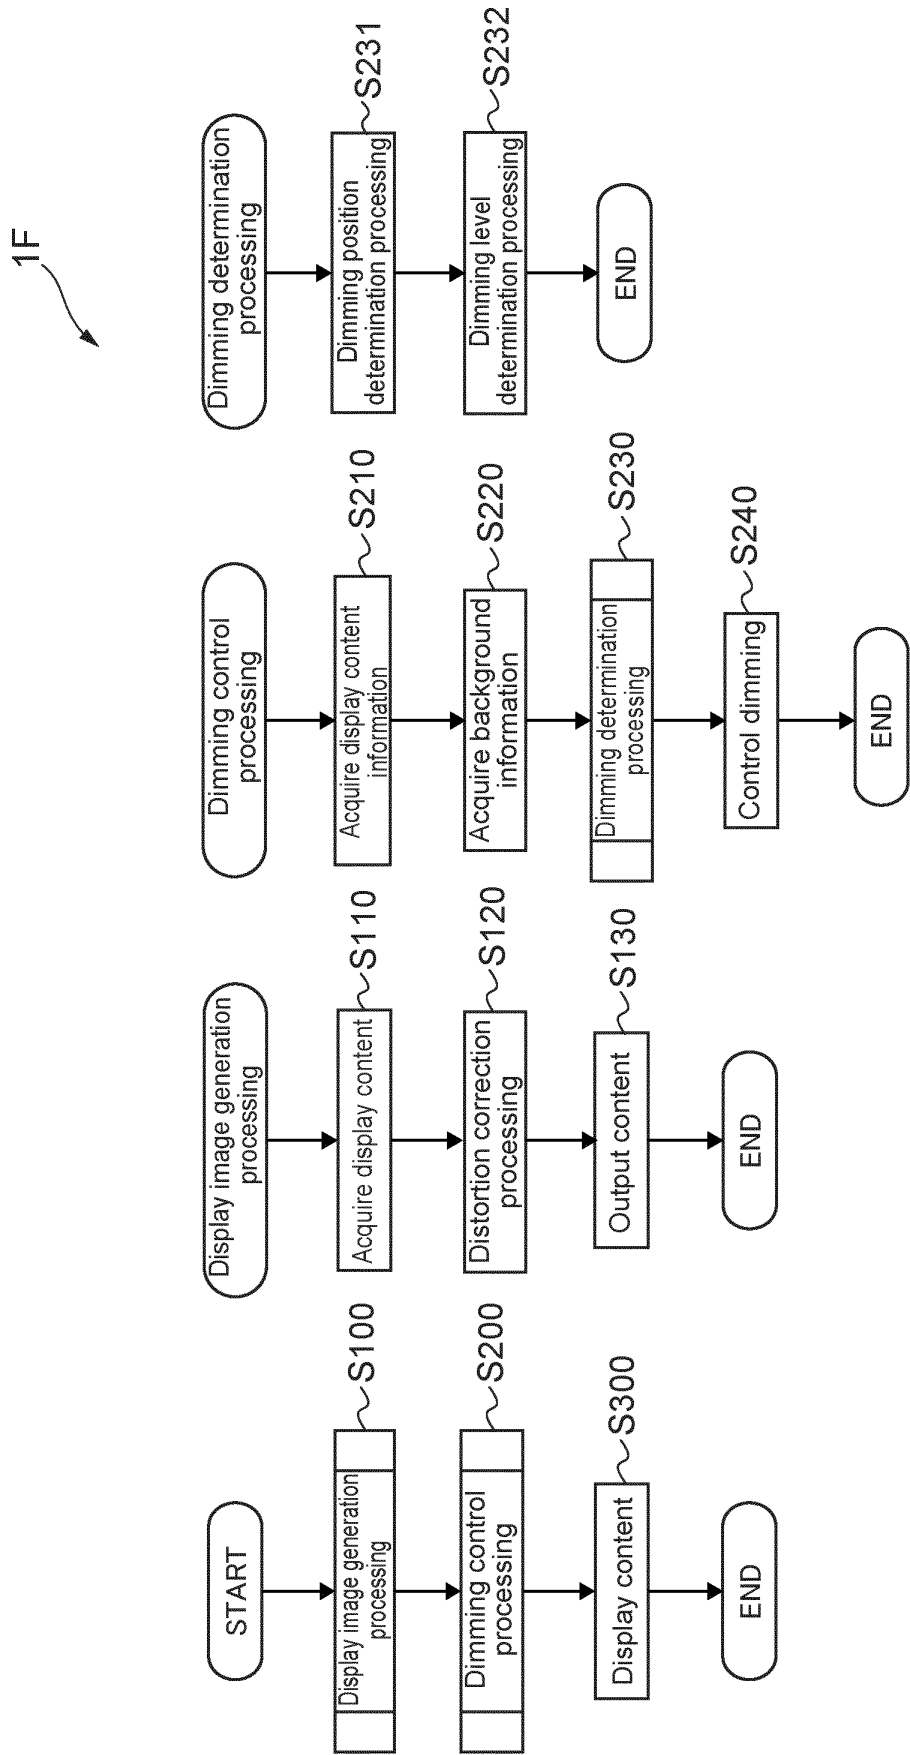 1F
START
Display image generation
processing
S100
Dimming control
processing
S200
Display content
S300
END
Display image generation
processing
Acquire display content
S110
Distortion correction
processing
S120
Output content
S130
END
Dimming control
processing
Acquire display content
information
S210
Acquire background
information
S220
Dimming determination
processing
S230
Control dimming
S240
END
Dimming determination
processing
Dimming position
determination processing
S231
Dimming level
determination processing
S232
END